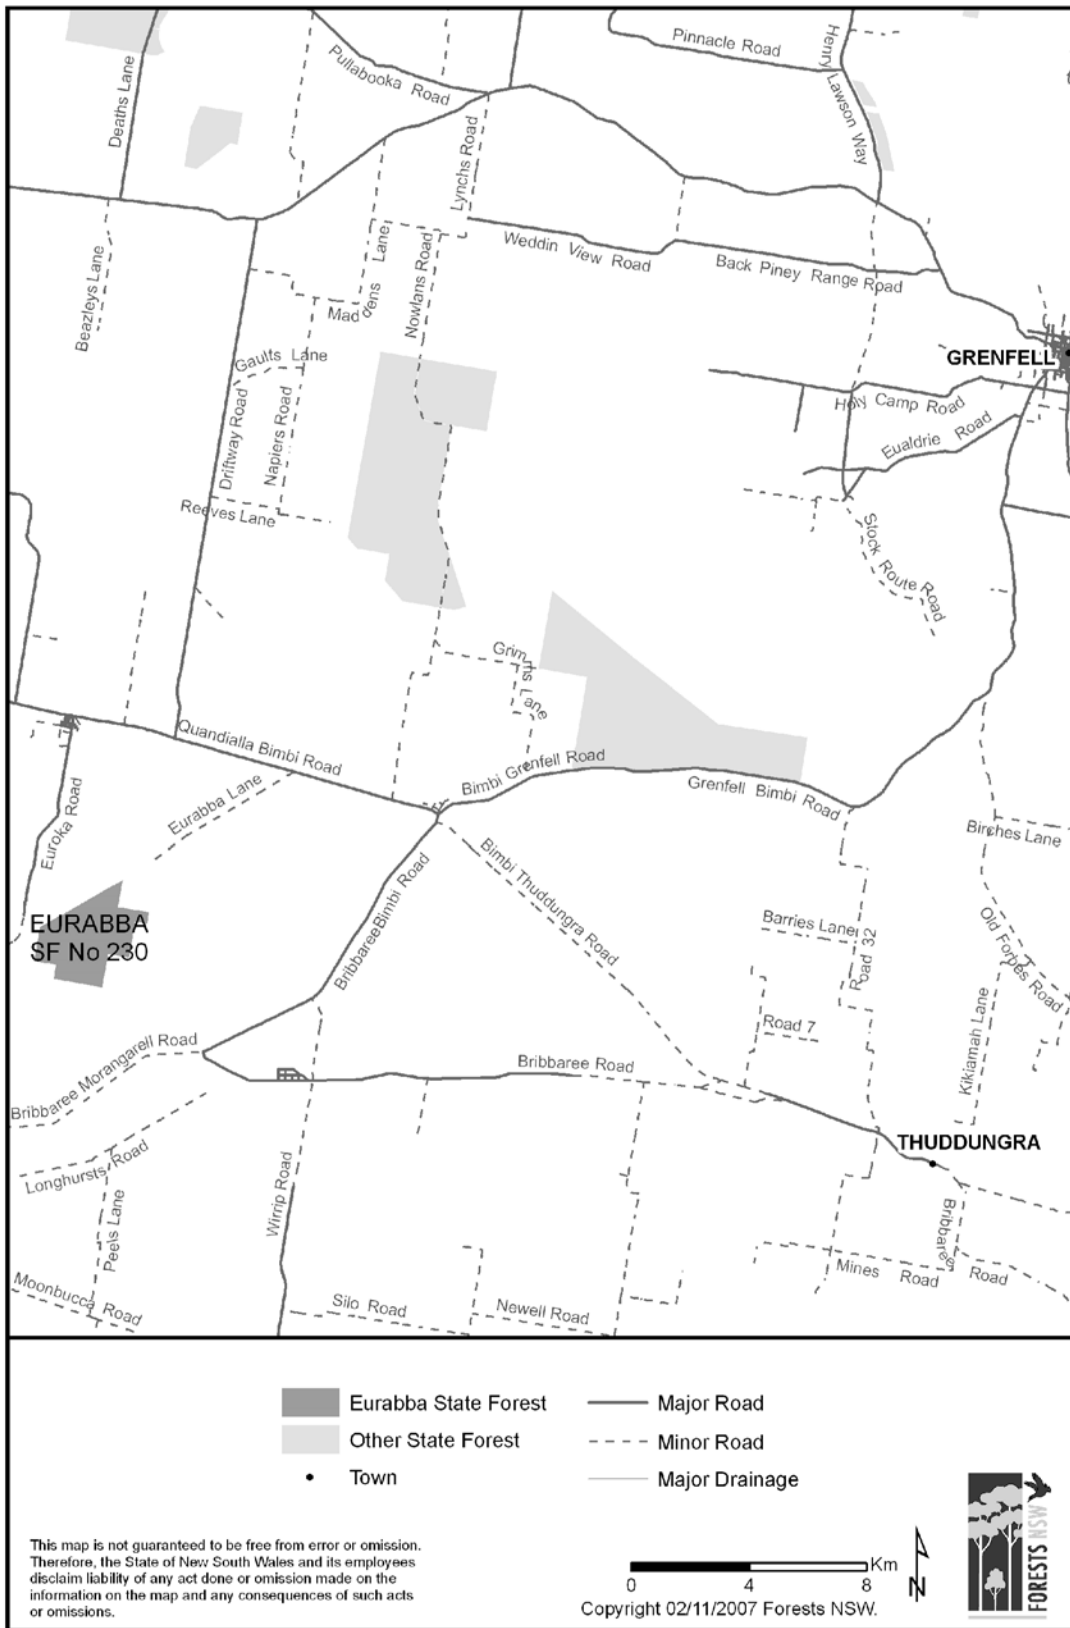 Pinnacle Road
Henry Lawson Way
Pullabooka Road
Deaths Lane
Lynchs Road
Weddin View Road
Back Piney Range Road
Beazleys Lane
Maddens Lane
Nowlans Road
GRENFELL
Gaults Lane
Holy Camp Road
Eualdrie Road
Driftway Road
Napiers Road
Reeves Lane
Stock Route Road
Grimms Lane
Quandialla Bimbi Road
Bimbi Grenfell Road
Grenfell Bimbi Road
Eurabba Lane
Euroka Road
Birches Lane
Bimbi Thuddungra Road
Bribbaree Bimbi Road
EURABBA
SF No 230
Barries Lane
Road 32
Old Forbes Road
Road 7
Kikiamah Lane
Bribbaree Morangarell Road
Bribbaree Road
THUDDUNGRA
Longhursts Road
Peels Lane
Wirrip Road
Bribbaree Road
Mines Road
Moonbucca Road
Silo Road
Newell Road
Eurabba State Forest
Other State Forest
Town
Major Road
Minor Road
Major Drainage
This map is not guaranteed to be free from error or omission.
Therefore, the State of New South Wales and its employees
disclaim liability of any act done or omission made on the
information on the map and any consequences of such acts
or omissions.
0 4 8 Km
N
Copyright 02/11/2007 Forests NSW.
FORESTS NSW